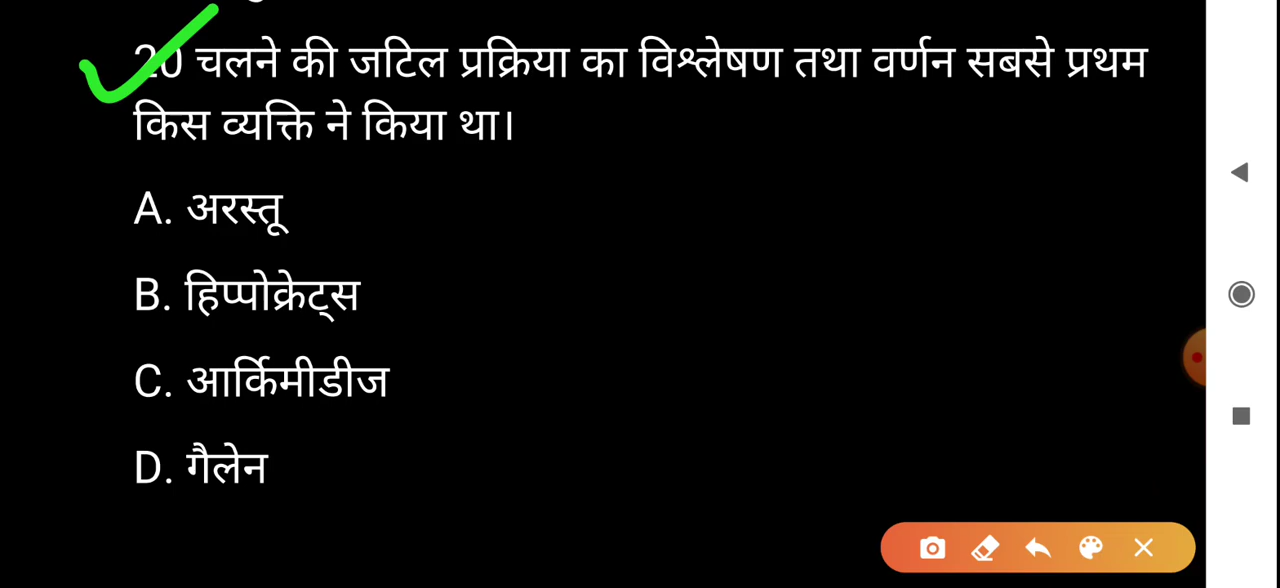 20 चलने की जटिल प्रक्रिया का विश्लेषण तथा वर्णन सबसे प्रथम
किस व्यक्ति ने किया था।
A. अरस्तू
B. हिप्पोक्रेट्स
C. आर्किमीडीज
D. गैलेन